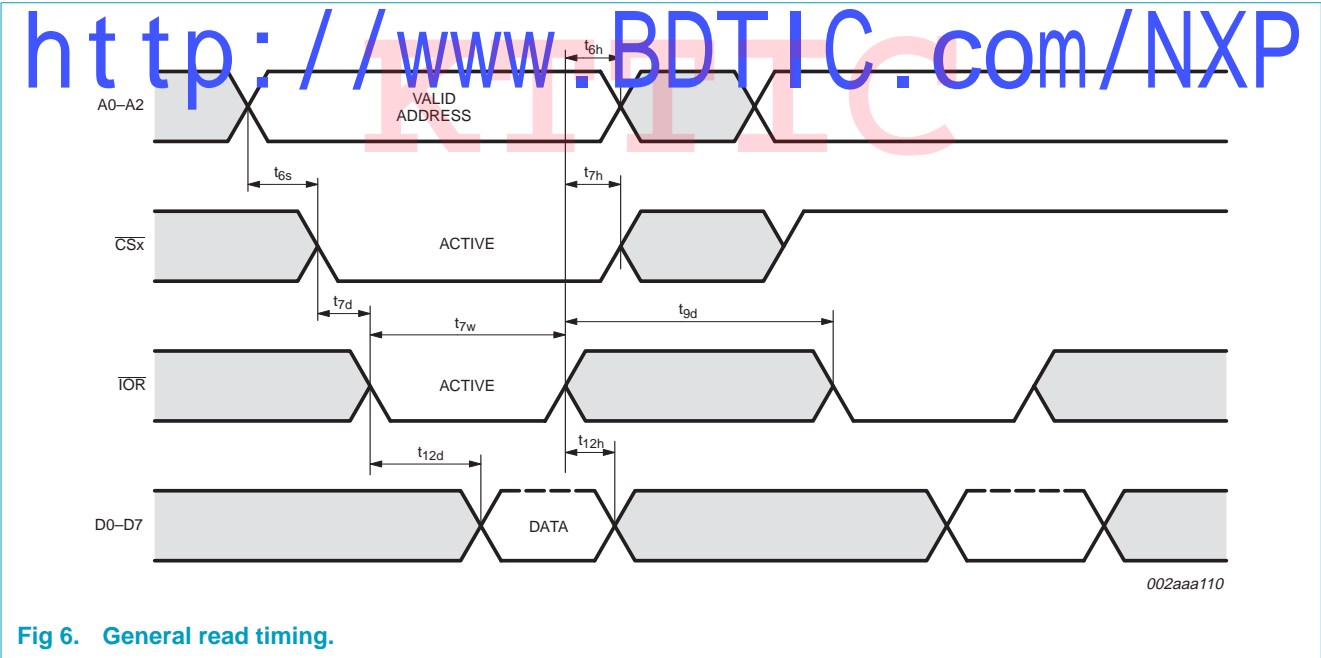 http://www.BDTIC.com/NXP
KTTIC
t6h
A0–A2
VALID
ADDRESS
t6s
t7h
CSx
ACTIVE
t7d
t7w
t9d
IOR
ACTIVE
t12d
t12h
D0–D7
DATA
002aaa110
Fig 6. General read timing.